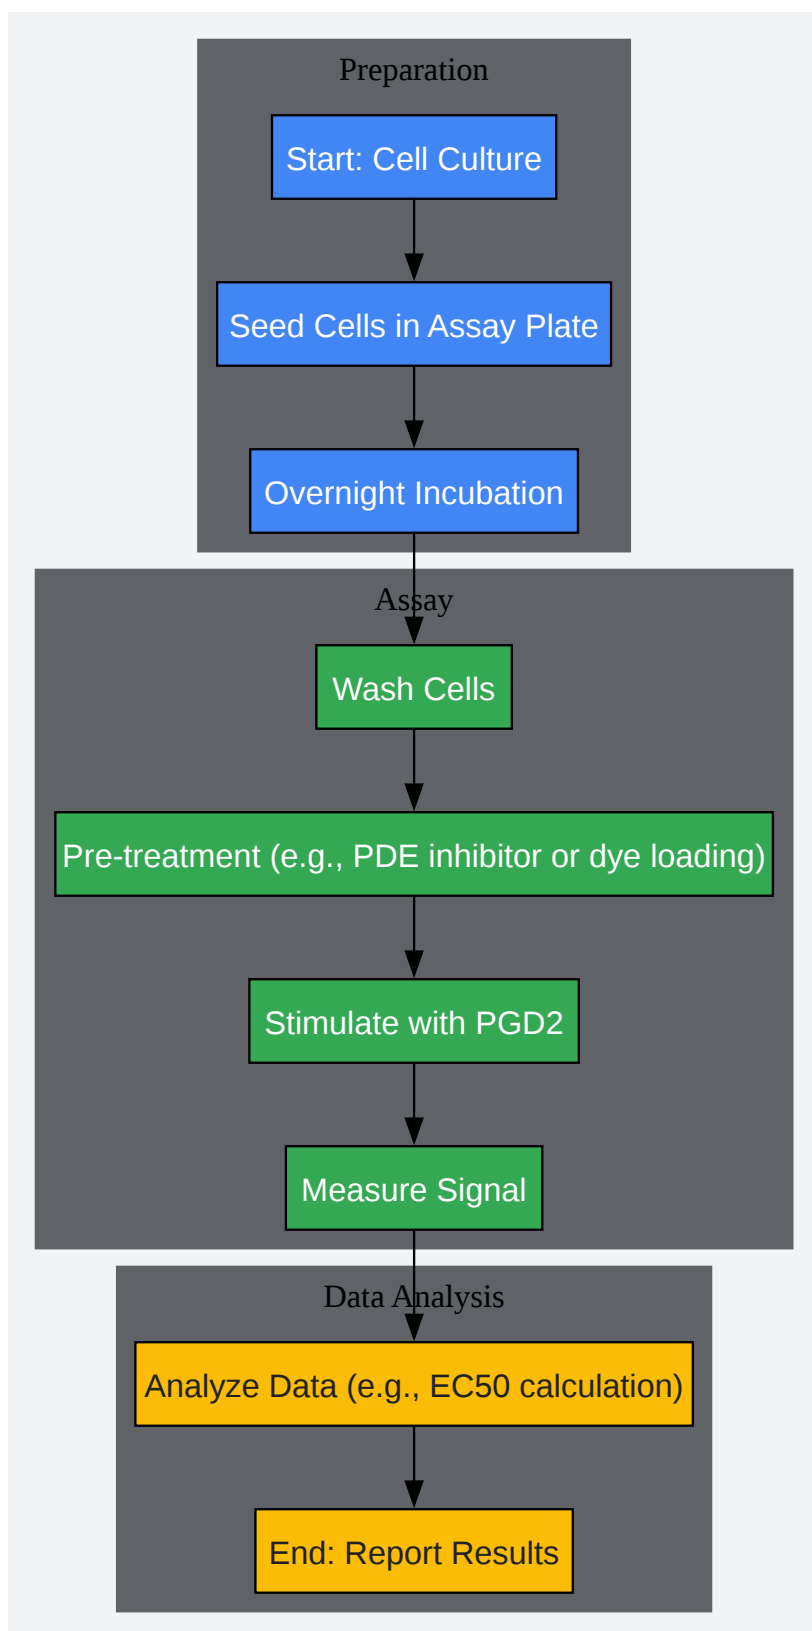 Preparation
Start: Cell Culture
Seed Cells in Assay Plate
Overnight Incubation
Assay
Wash Cells
Pre-treatment (e.g., PDE inhibitor or dye loading)
Stimulate with PGD2
Measure Signal
Data Analysis
Analyze Data (e.g., EC50 calculation)
End: Report Results